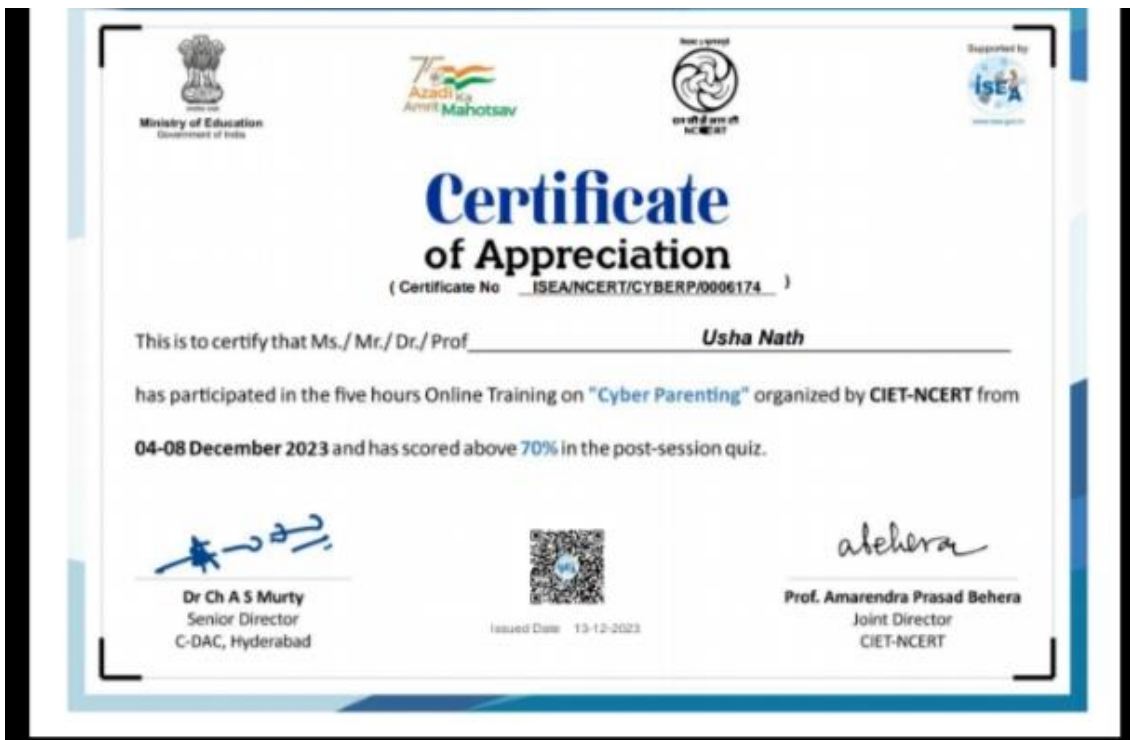 Ministry of Education
Government of India
75
Azadi Ka
Amrit Mahotsav
एन सी ई आर टी
NCERT
Supported by
ISEA
Certificate
of Appreciation
( Certificate No ISEA/NCERT/CYBERP/0006174 )
This is to certify that Ms./ Mr./ Dr./ Prof Usha Nath
has participated in the five hours Online Training on "Cyber Parenting" organized by CIET-NCERT from
04-08 December 2023 and has scored above 70% in the post-session quiz.
abehera
Dr Ch A S Murty
Senior Director
C-DAC, Hyderabad
Issued Date 13-12-2023
Prof. Amarendra Prasad Behera
Joint Director
CIET-NCERT